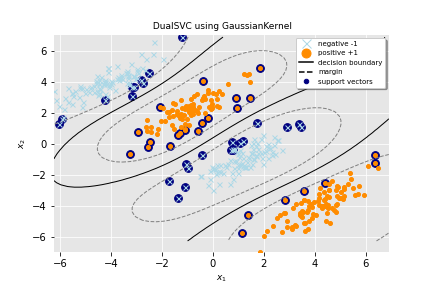 DualSVC using GaussianKernel
negative -1
positive +1
decision boundary
margin
support vectors
x₂
6
4
2
0
−2
−4
−6
−6 −4 −2 0 2 4 6
x₁